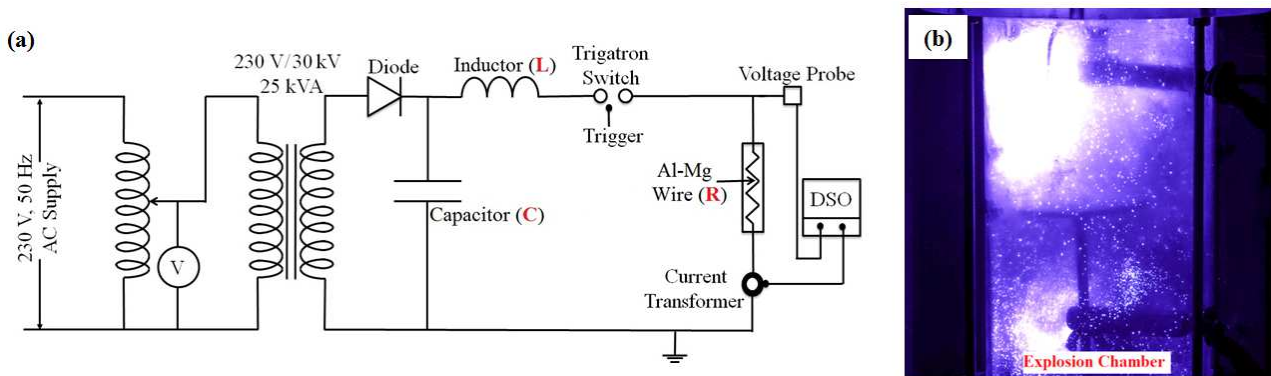 (a)
230 V, 50 Hz
AC Supply
V
230 V/30 kV
25 kVA
Diode
Capacitor (C)
Inductor (L)
Trigatron
Switch
Trigger
Voltage Probe
Al-Mg
Wire (R)
DSO
Current
Transformer
(b)
Explosion Chamber